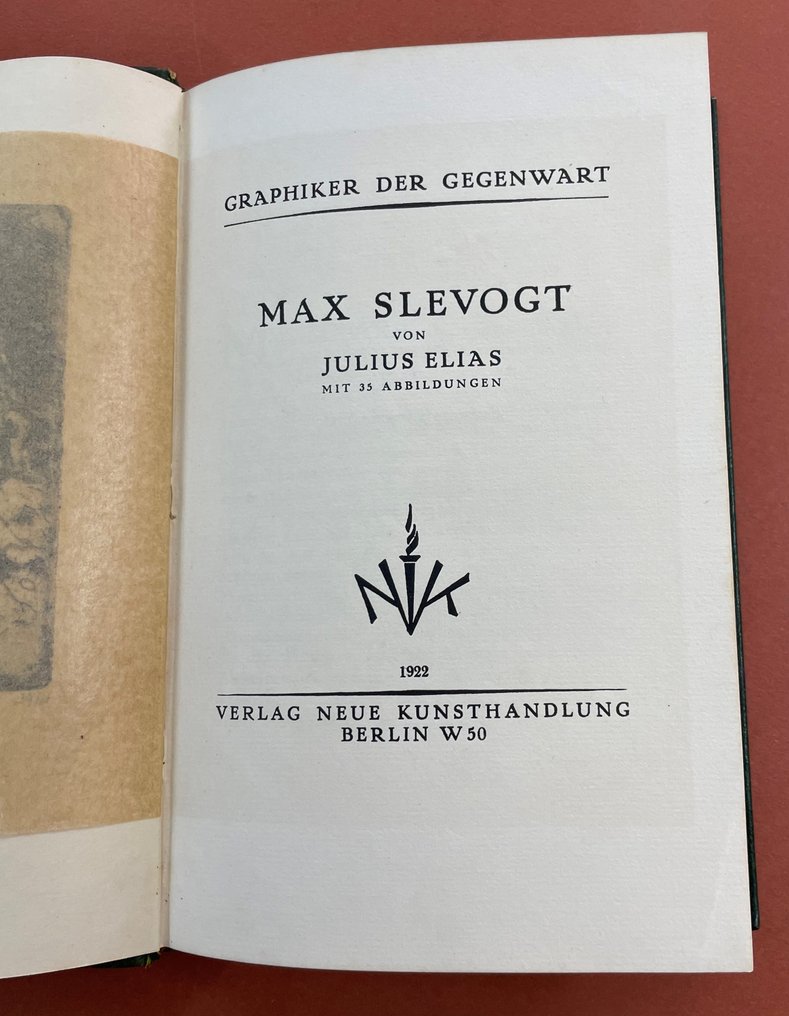 GRAPHIKER DER GEGENWART
MAX SLEVOGT
VON
JULIUS ELIAS
MIT 35 ABBILDUNGEN
NK
1922
VERLAG NEUE KUNSTHANDLUNG
BERLIN W 50